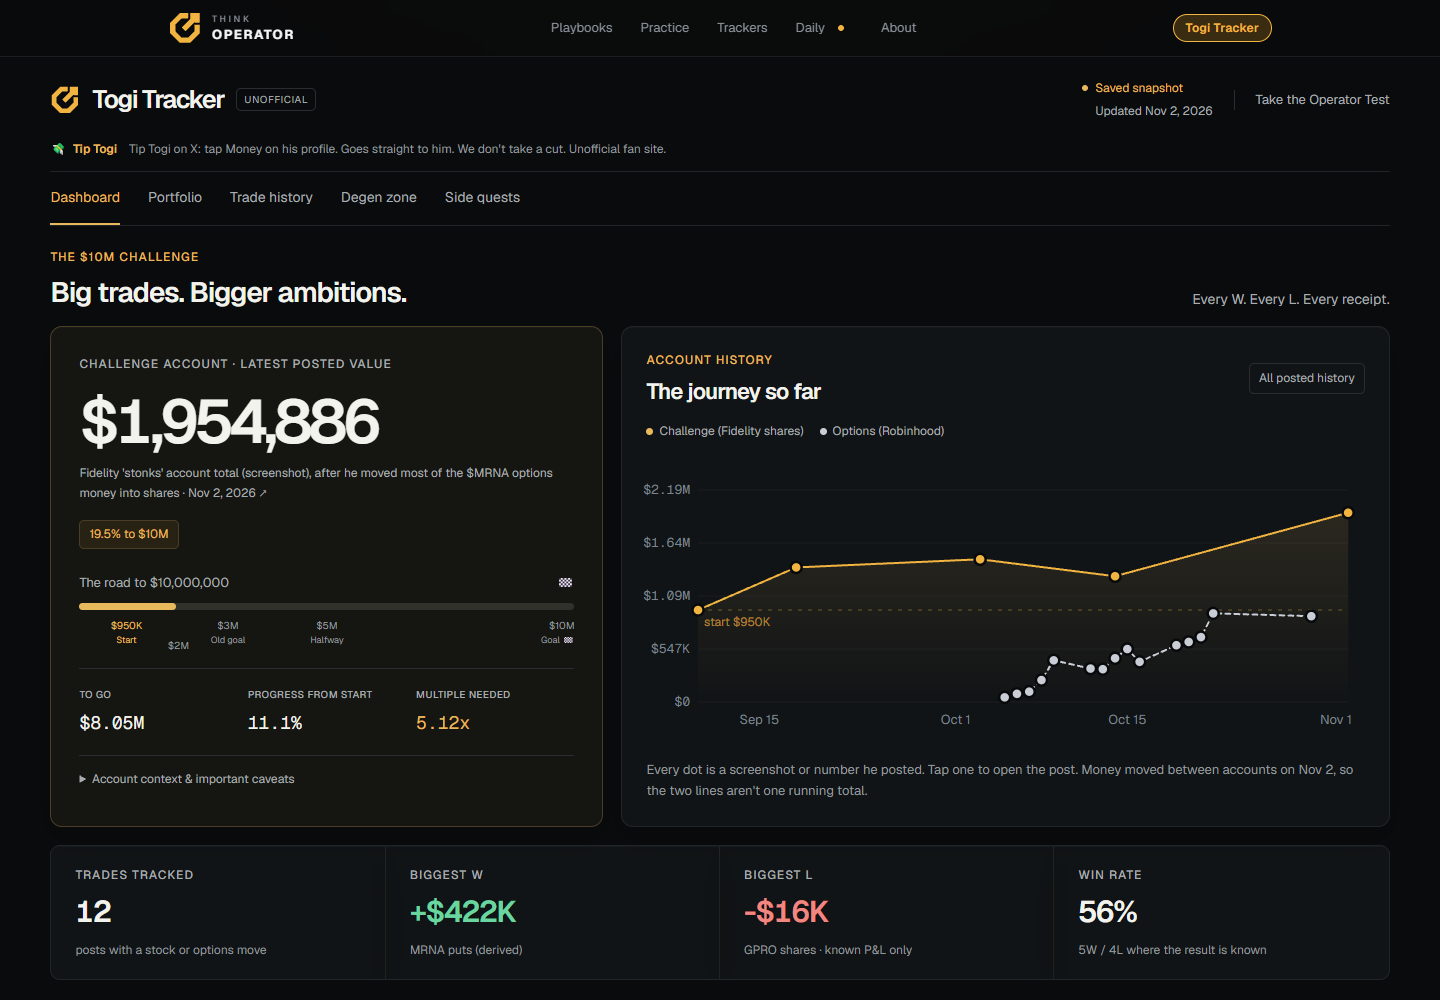 THINK
OPERATOR
Playbooks
Practice
Trackers
Daily
About
Togi Tracker
Togi Tracker
UNOFFICIAL
Saved snapshot
Updated Nov 2, 2026
Take the Operator Test
Tip Togi
Tip Togi on X: tap Money on his profile. Goes straight to him. We don't take a cut. Unofficial fan site.
Dashboard
Portfolio
Trade history
Degen zone
Side quests
THE $10M CHALLENGE
Big trades. Bigger ambitions.
Every W. Every L. Every receipt.
CHALLENGE ACCOUNT · LATEST POSTED VALUE
$1,954,886
Fidelity 'stonks' account total (screenshot), after he moved most of the $MRNA options
money into shares · Nov 2, 2026 ↗
19.5% to $10M
The road to $10,000,000
$950K
Start
$2M
$3M
Old goal
$5M
Halfway
$10M
Goal
TO GO
$8.05M
PROGRESS FROM START
11.1%
MULTIPLE NEEDED
5.12x
Account context & important caveats
ACCOUNT HISTORY
The journey so far
All posted history
Challenge (Fidelity shares)
Options (Robinhood)
$2.19M
$1.64M
$1.09M
$547K
$0
start $950K
Sep 15
Oct 1
Oct 15
Nov 1
Every dot is a screenshot or number he posted. Tap one to open the post. Money moved between accounts on Nov 2, so
the two lines aren't one running total.
TRADES TRACKED
12
posts with a stock or options move
BIGGEST W
+$422K
MRNA puts (derived)
BIGGEST L
-$16K
GPRO shares · known P&L only
WIN RATE
56%
5W / 4L where the result is known